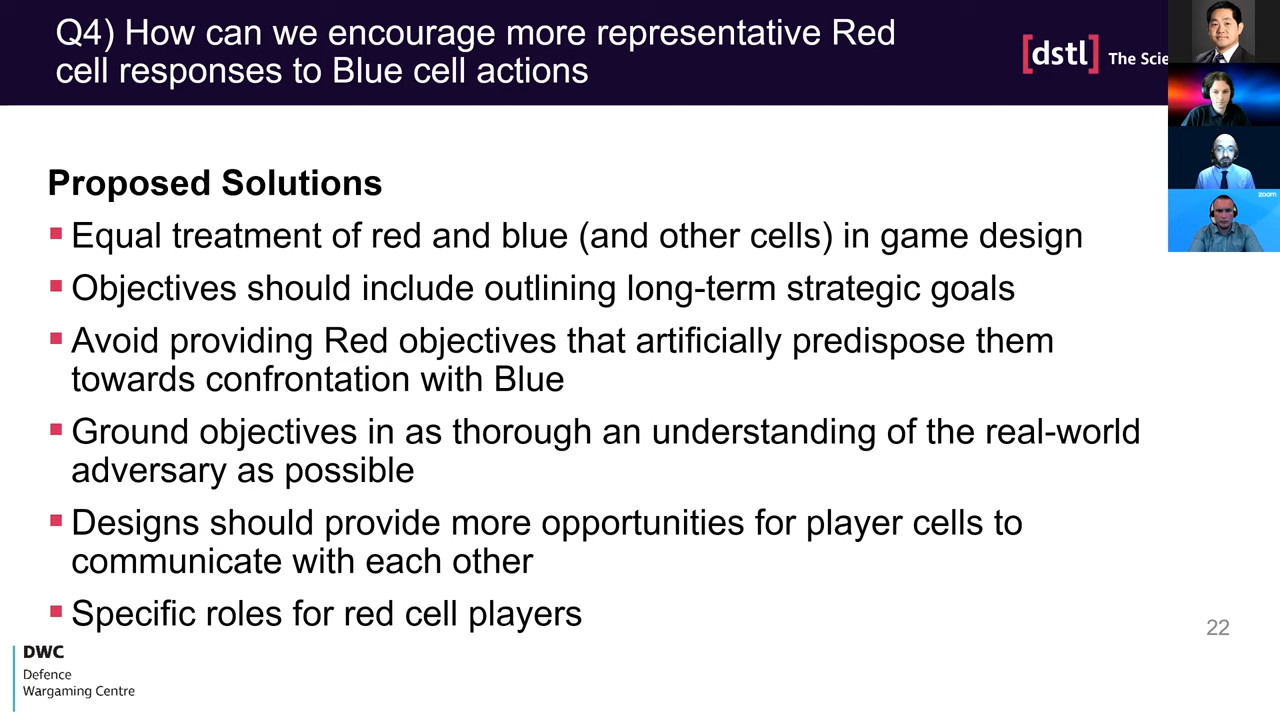 Q4) How can we encourage more representative Red
cell responses to Blue cell actions
[dstl] The Scie
zoom
Proposed Solutions
Equal treatment of red and blue (and other cells) in game design
Objectives should include outlining long-term strategic goals
Avoid providing Red objectives that artificially predispose them
towards confrontation with Blue
Ground objectives in as thorough an understanding of the real-world
adversary as possible
Designs should provide more opportunities for player cells to
communicate with each other
Specific roles for red cell players
22
DWC
Defence
Wargaming Centre